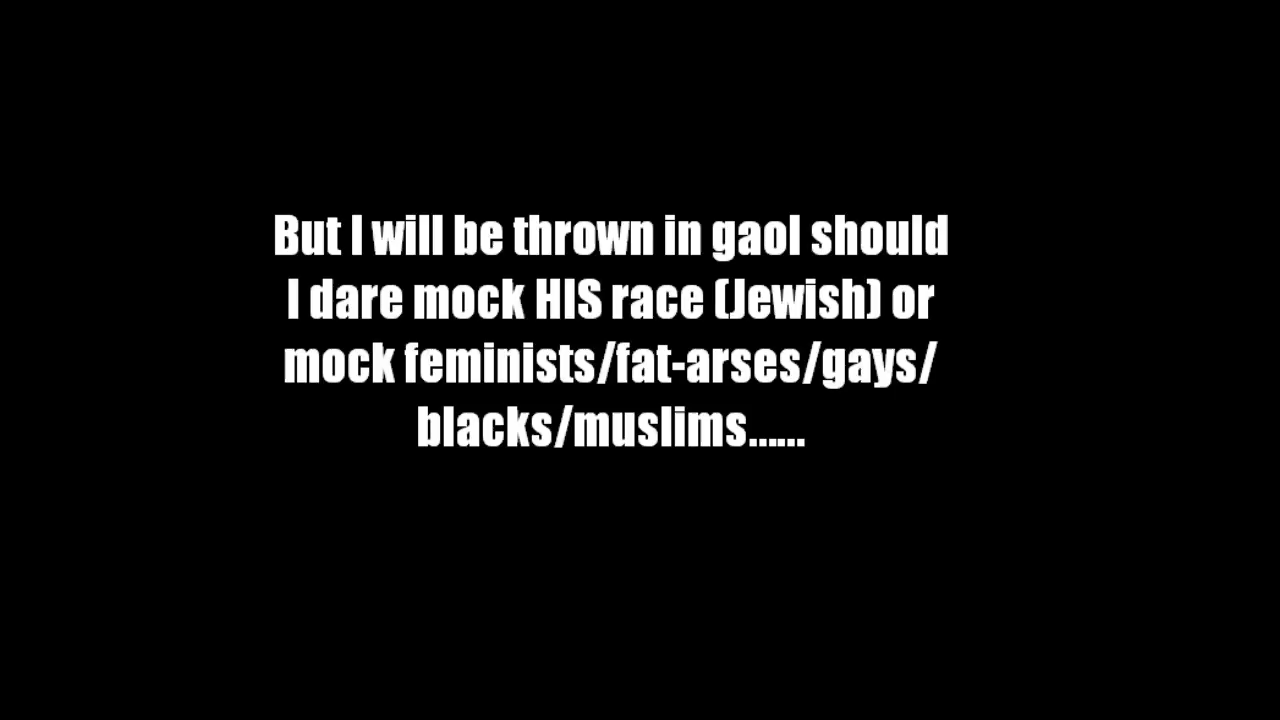 But I will be thrown in gaol should
I dare mock HIS race (Jewish) or
mock feminists/fat-arses/gays/
blacks/muslims......